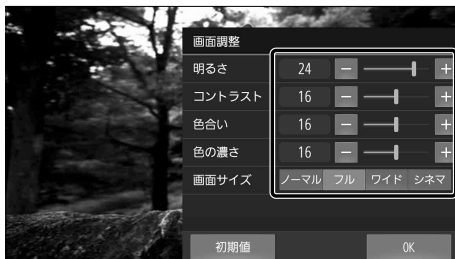 画面調整
明るさ 24 − +
コントラスト 16 − +
色合い 16 − +
色の濃さ 16 − +
画面サイズ ノーマル フル ワイド シネマ
初期値 OK